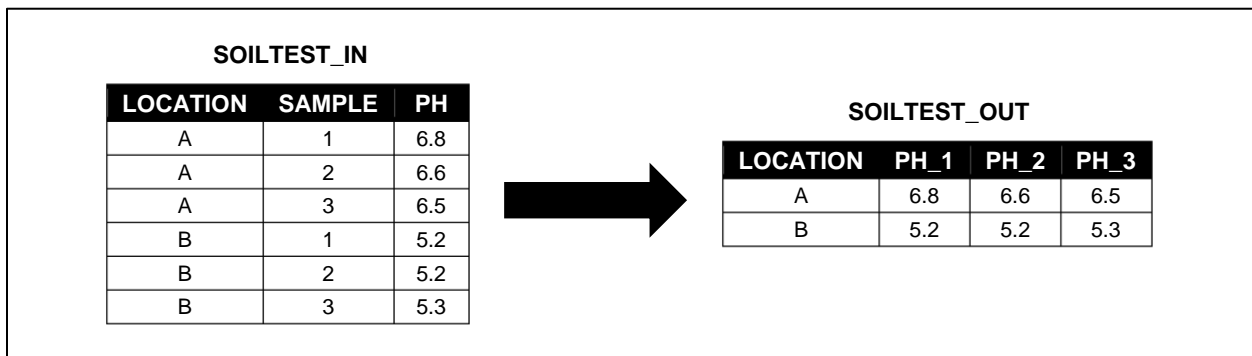 SOILTEST_IN
LOCATION SAMPLE PH
A 1 6.8
A 2 6.6
A 3 6.5
B 1 5.2
B 2 5.2
B 3 5.3
SOILTEST_OUT
LOCATION PH_1 PH_2 PH_3
A 6.8 6.6 6.5
B 5.2 5.2 5.3